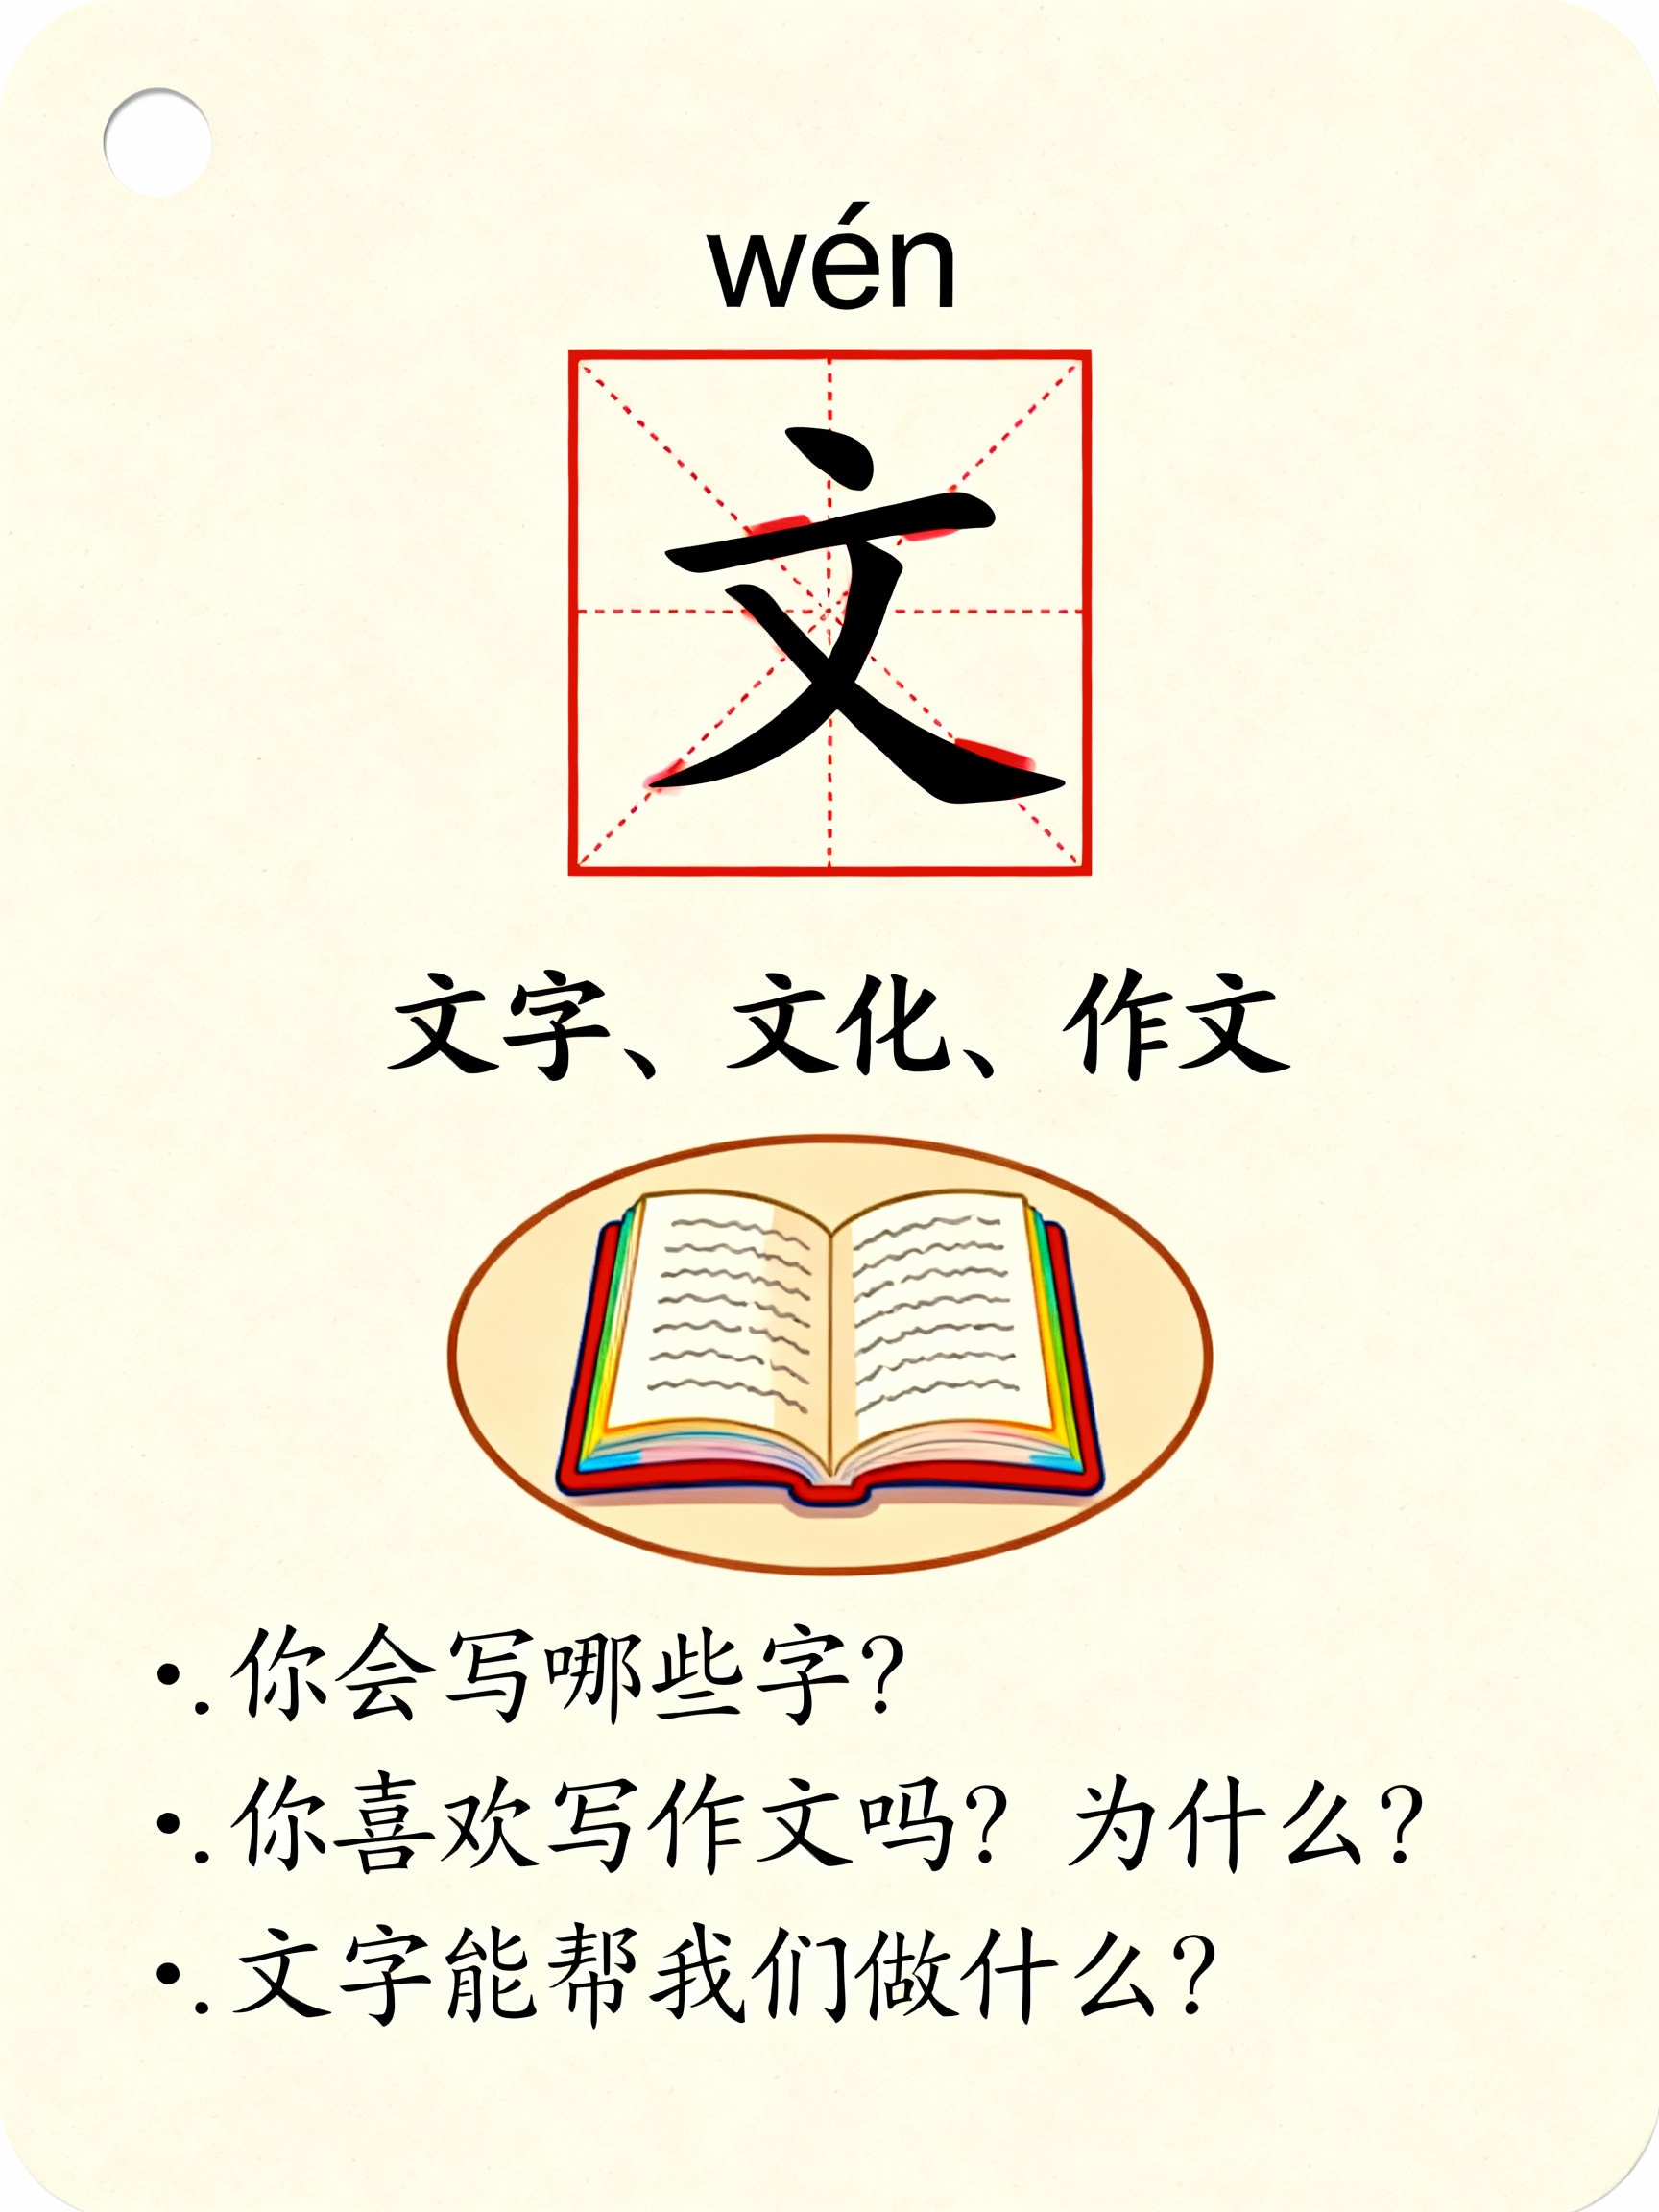 wén
文
文字、文化、作文
• 你会写哪些字？
• 你喜欢写作文吗？为什么？
• 文字能帮我们做什么？